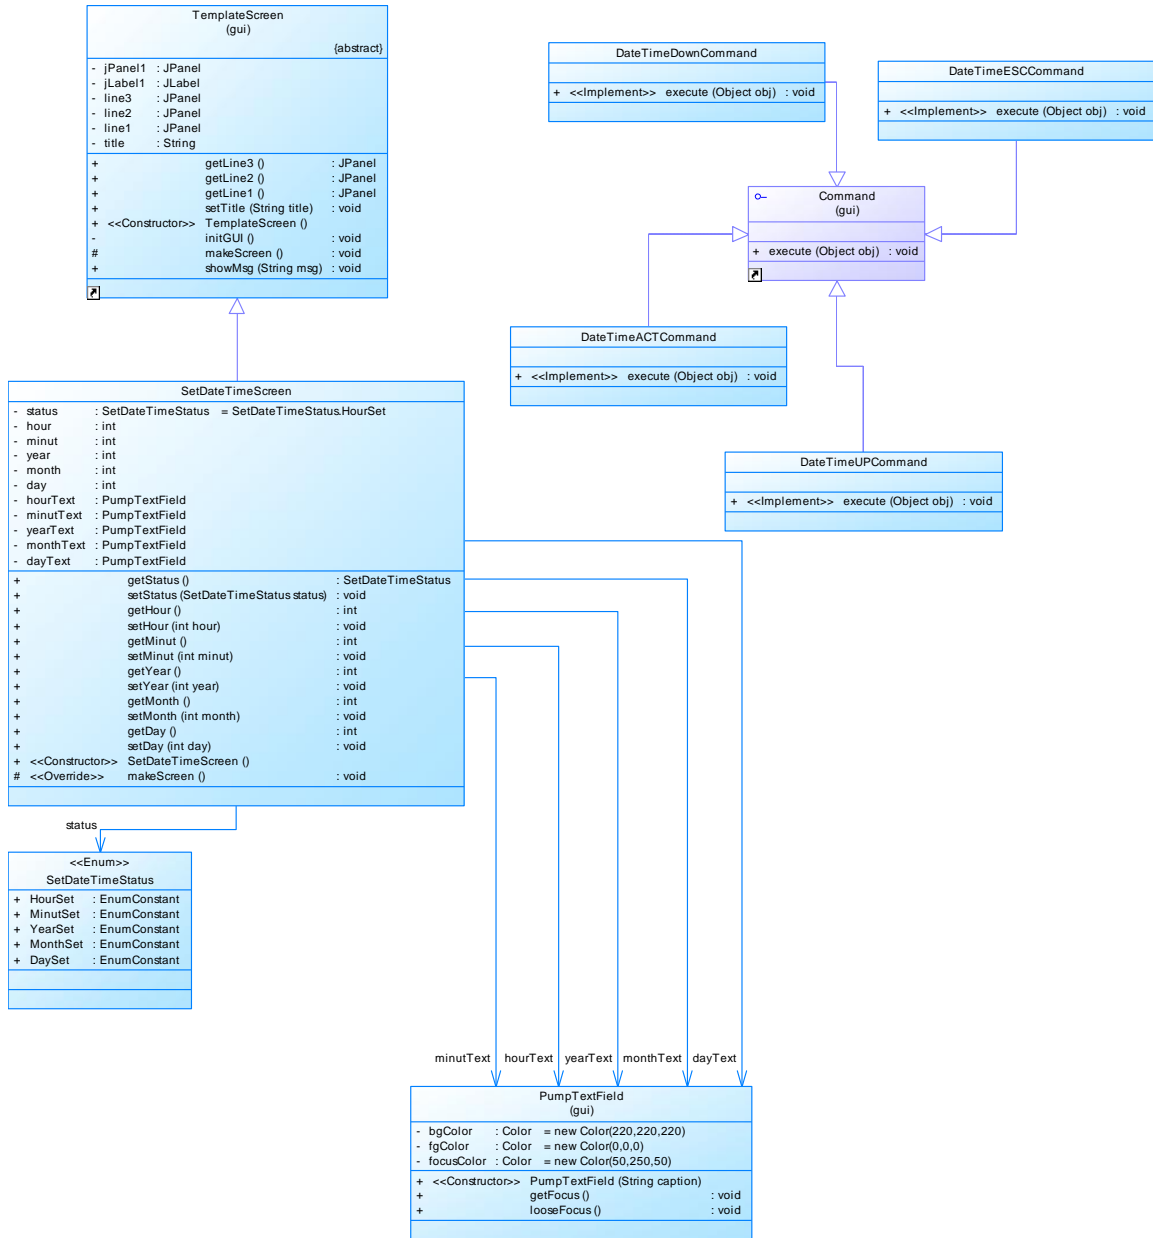 TemplateScreen
(gui)
{abstract}
- jPanel1 : JPanel
- jLabel1 : JLabel
- line3 : JPanel
- line2 : JPanel
- line1 : JPanel
- title : String
+ getLine3 () : JPanel
+ getLine2 () : JPanel
+ getLine1 () : JPanel
+ setTitle (String title) : void
+ <<Constructor>> TemplateScreen ()
- initGUI () : void
# makeScreen () : void
+ showMsg (String msg) : void
DateTimeDownCommand
+ <<Implement>> execute (Object obj) : void
DateTimeESCCommand
+ <<Implement>> execute (Object obj) : void
Command
(gui)
+ execute (Object obj) : void
DateTimeACTCommand
+ <<Implement>> execute (Object obj) : void
DateTimeUPCommand
+ <<Implement>> execute (Object obj) : void
SetDateTimeScreen
- status : SetDateTimeStatus = SetDateTimeStatus.HourSet
- hour : int
- minut : int
- year : int
- month : int
- day : int
- hourText : PumpTextField
- minutText : PumpTextField
- yearText : PumpTextField
- monthText : PumpTextField
- dayText : PumpTextField
+ getStatus () : SetDateTimeStatus
+ setStatus (SetDateTimeStatus status) : void
+ getHour () : int
+ setHour (int hour) : void
+ getMinut () : int
+ setMinut (int minut) : void
+ getYear () : int
+ setYear (int year) : void
+ getMonth () : int
+ setMonth (int month) : void
+ getDay () : int
+ setDay (int day) : void
+ <<Constructor>> SetDateTimeScreen ()
# <<Override>> makeScreen () : void
status
<<Enum>>
SetDateTimeStatus
+ HourSet : EnumConstant
+ MinutSet : EnumConstant
+ YearSet : EnumConstant
+ MonthSet : EnumConstant
+ DaySet : EnumConstant
minutText hourText yearText monthText dayText
PumpTextField
(gui)
- bgColor : Color = new Color(220,220,220)
- fgColor : Color = new Color(0,0,0)
- focusColor : Color = new Color(50,250,50)
+ <<Constructor>> PumpTextField (String caption)
+ getFocus () : void
+ looseFocus () : void